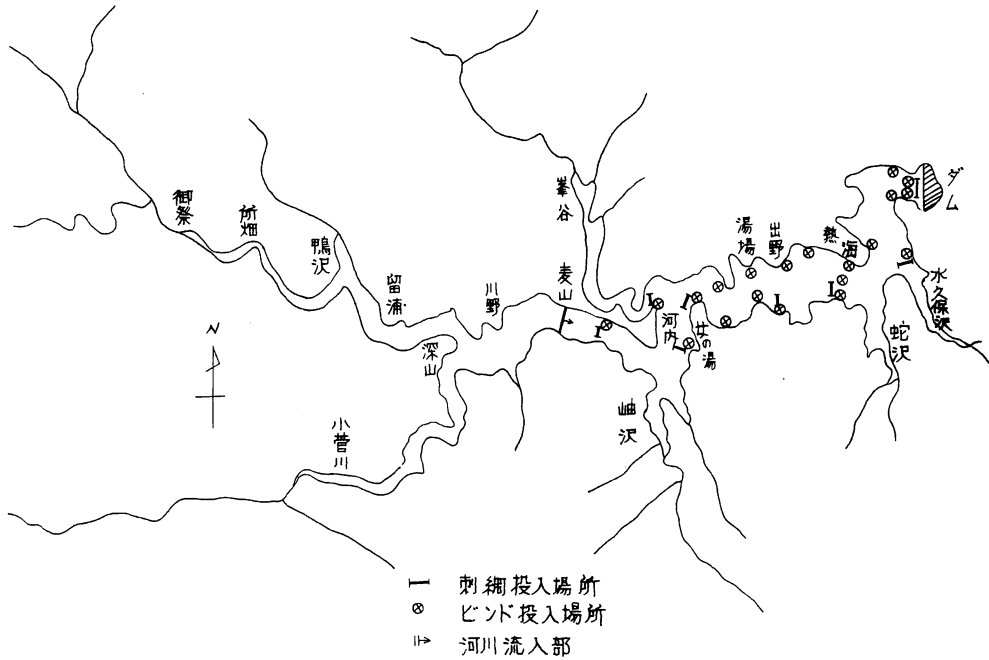 御祭
所畑
鴨沢
留浦
深山
川野
麦山
峯谷
小菅川
岫沢
河内
女の湯
湯場
出野
熱海
ダム
水久保沢
蛇沢
N
刺網投入場所
ビンド投入場所
河川流入部